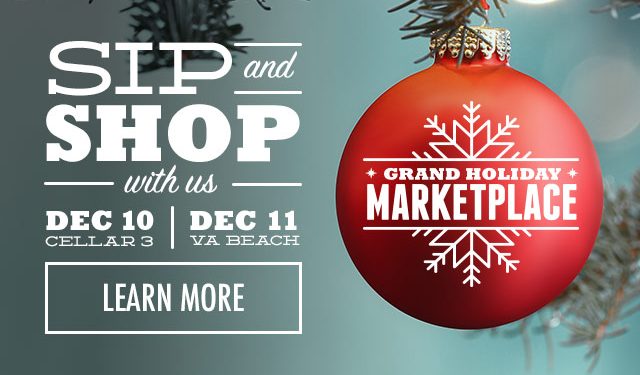 SIP and
SHOP
with us
DEC 10 | DEC 11
CELLAR 3 | VA BEACH
LEARN MORE
GRAND HOLIDAY
MARKETPLACE